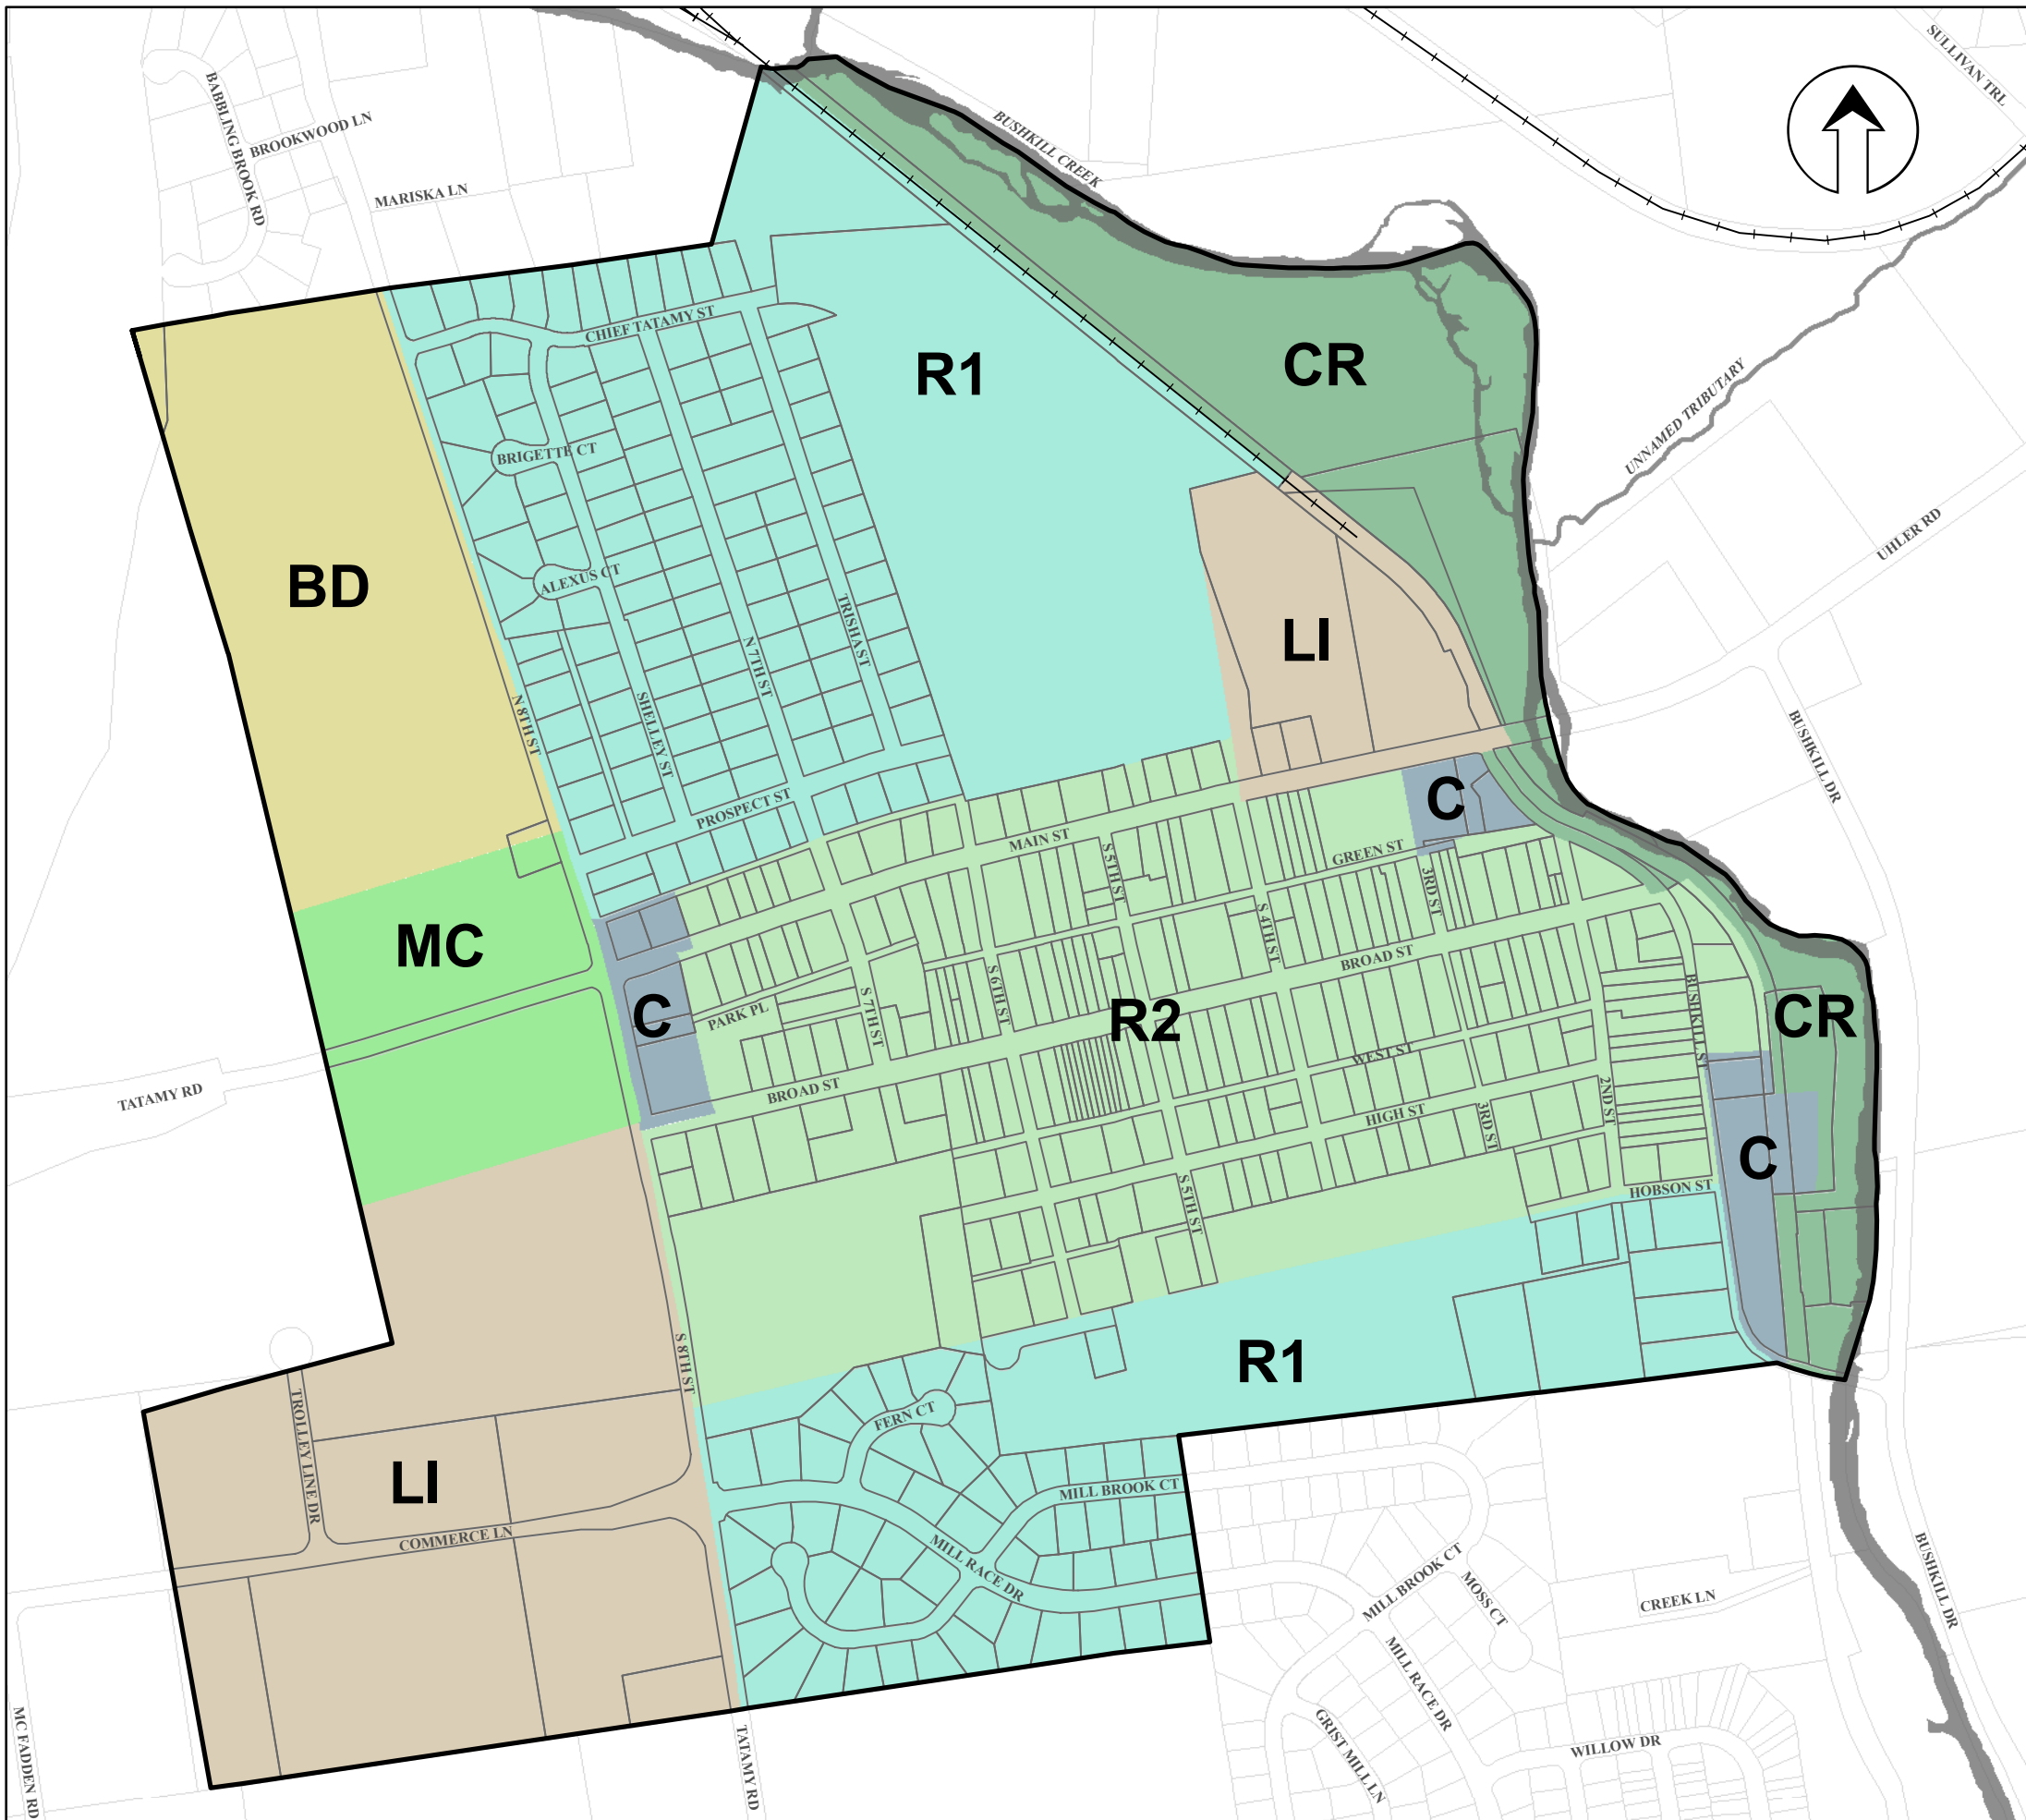 SULLIVAN TRL
BABBLING BROOK RD
BROOKWOOD LN
BUSHKILL CREEK
MARISKA LN
CHIEF TATAMY ST
R1
CR
UNNAMED TRIBUTARY
BRIGETTE CT
UHLER RD
BD
ALEXUS CT
TRISHA ST
LI
N 7TH ST
N 8TH ST
SHELLEY ST
BUSHKILL DR
PROSPECT ST
C
MAIN ST
GREEN ST
S 5TH ST
3RD ST
MC
S 4TH ST
BROAD ST
S 6TH ST
C
PARK PL
S 7TH ST
R2
BUSHKILL ST
CR
WEST ST
TATAMY RD
BROAD ST
2ND ST
HIGH ST
3RD ST
C
S 5TH ST
HOBSON ST
S 8TH ST
R1
TROLLEY LINE DR
FERN CT
LI
MILL BROOK CT
COMMERCE LN
MILL RACE DR
MILL BROOK CT
MOSS CT
CREEK LN
BUSHKILL DR
MILL RACE DR
MC FADDEN RD
TATAMY RD
GRIST MILL LN
WILLOW DR